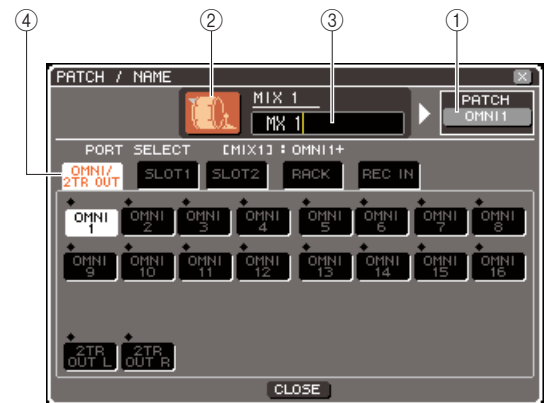 ④ ② ③ ①
PATCH / NAME
MIX 1
PATCH
MX 1
OMNI1
PORT SELECT [MIX1]:OMNI1+
OMNI/ 2TR OUT SLOT1 SLOT2 RACK REC IN
OMNI 1 OMNI 2 OMNI 3 OMNI 4 OMNI 5 OMNI 6 OMNI 7 OMNI 8
OMNI 9 OMNI 10 OMNI 11 OMNI 12 OMNI 13 OMNI 14 OMNI 15 OMNI 16
2TR OUT L 2TR OUT R
CLOSE